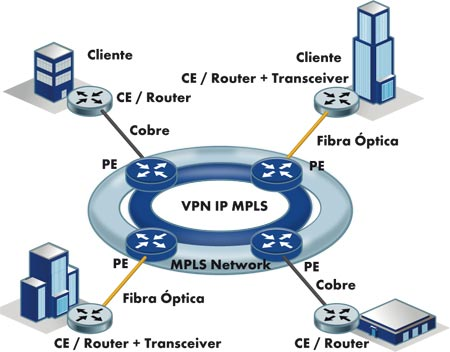 Cliente
CE / Router
Cobre
PE
Cliente
CE / Router + Transceiver
Fibra Óptica
PE
VPN IP MPLS
PE
MPLS Network
PE
Fibra Óptica
CE / Router + Transceiver
Cobre
CE / Router